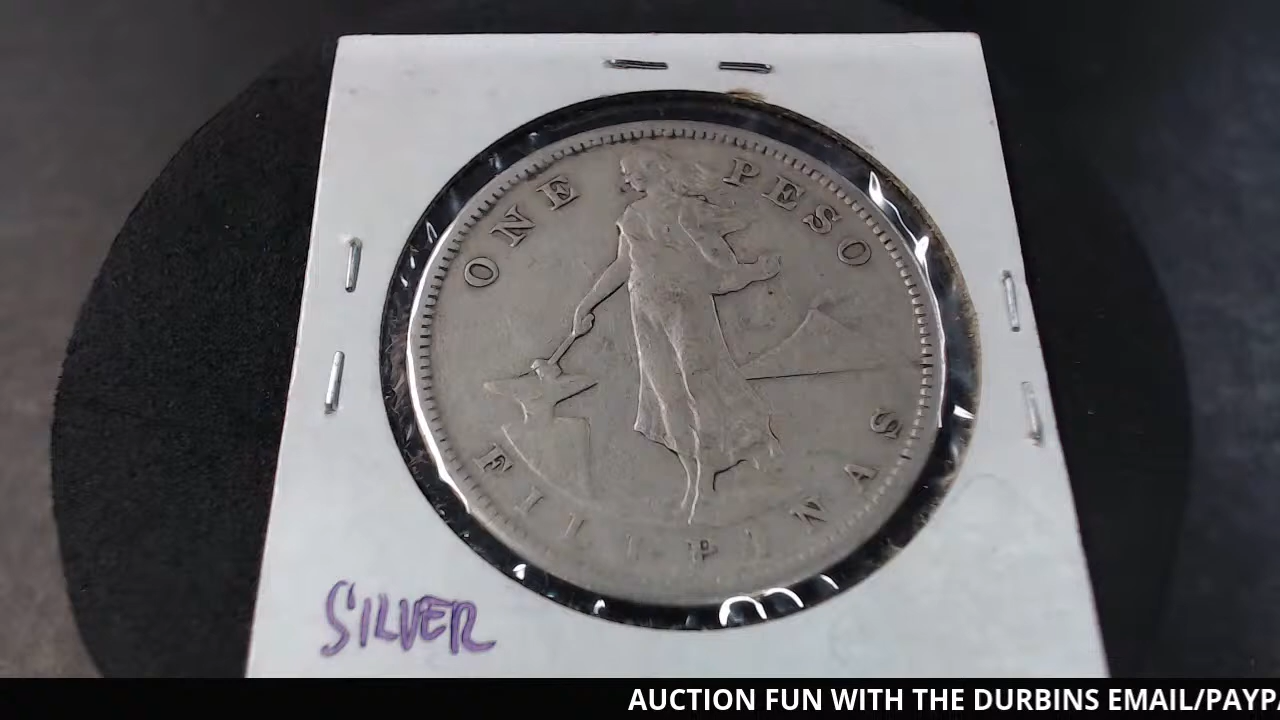 ONE PESO
FILIPINAS
SILVER
AUCTION FUN WITH THE DURBINS EMAIL/PAYPA